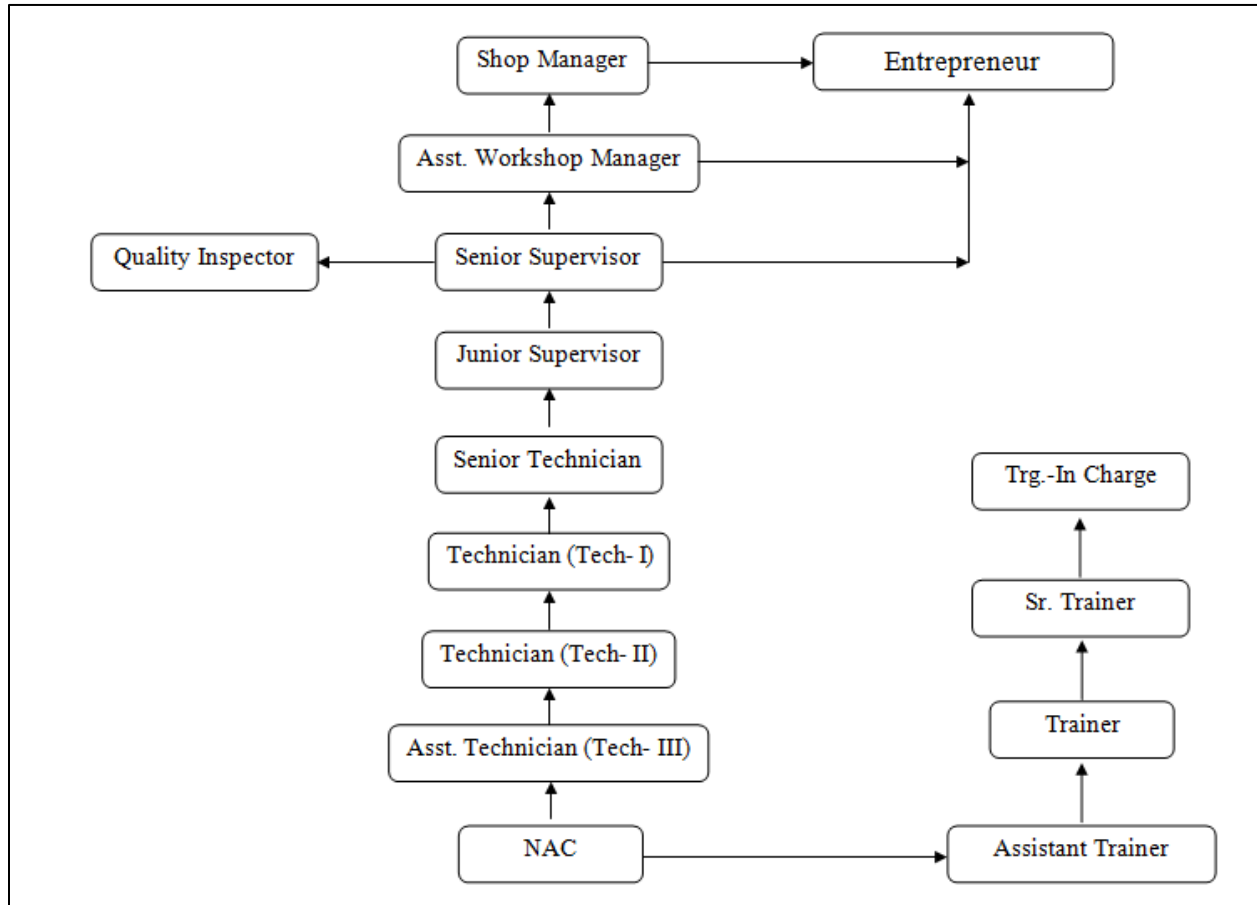 Shop Manager
Entrepreneur
Asst. Workshop Manager
Quality Inspector
Senior Supervisor
Junior Supervisor
Senior Technician
Trg.-In Charge
Technician (Tech- I)
Sr. Trainer
Technician (Tech- II)
Trainer
Asst. Technician (Tech- III)
NAC
Assistant Trainer